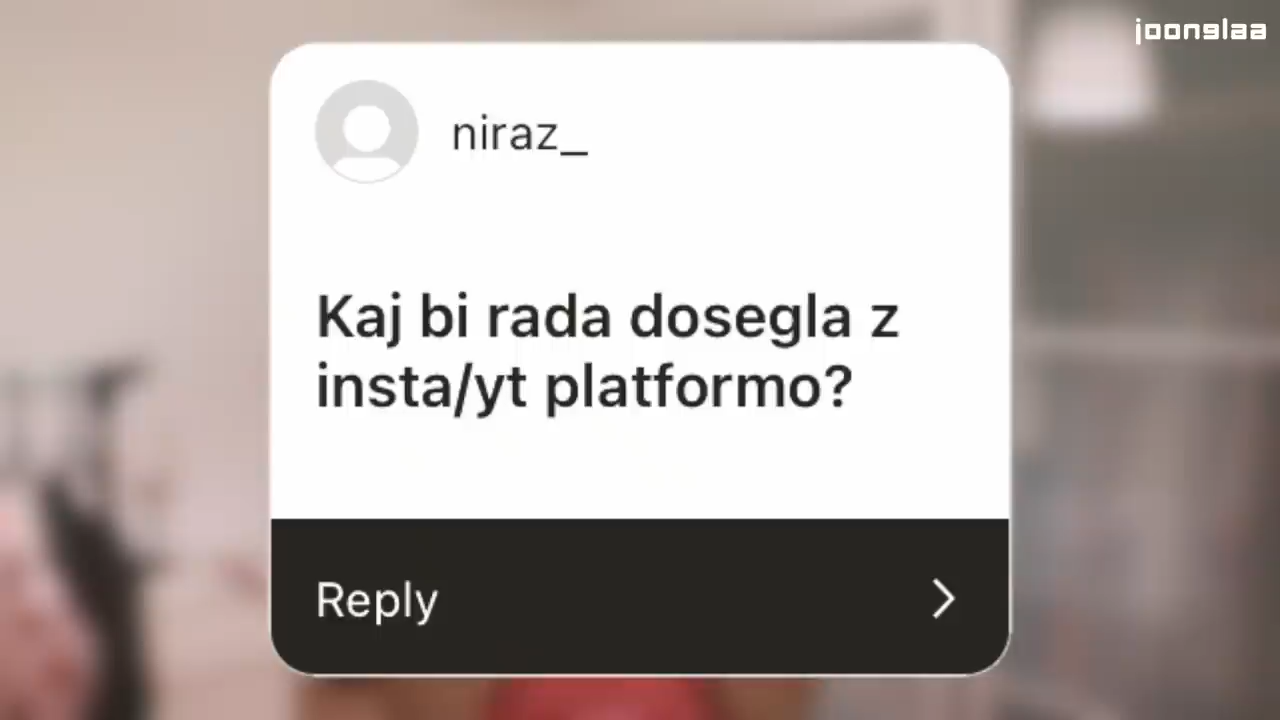 joonglaa
niraz_
Kaj bi rada dosegla z
insta/yt platformo?
Reply